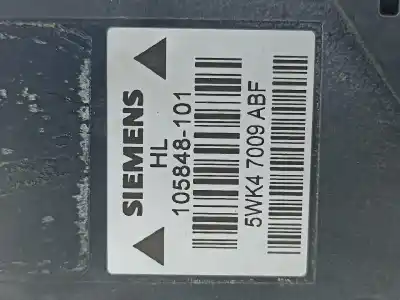 SIEMENS
HL
105848-101
5WK4 7009 ABF